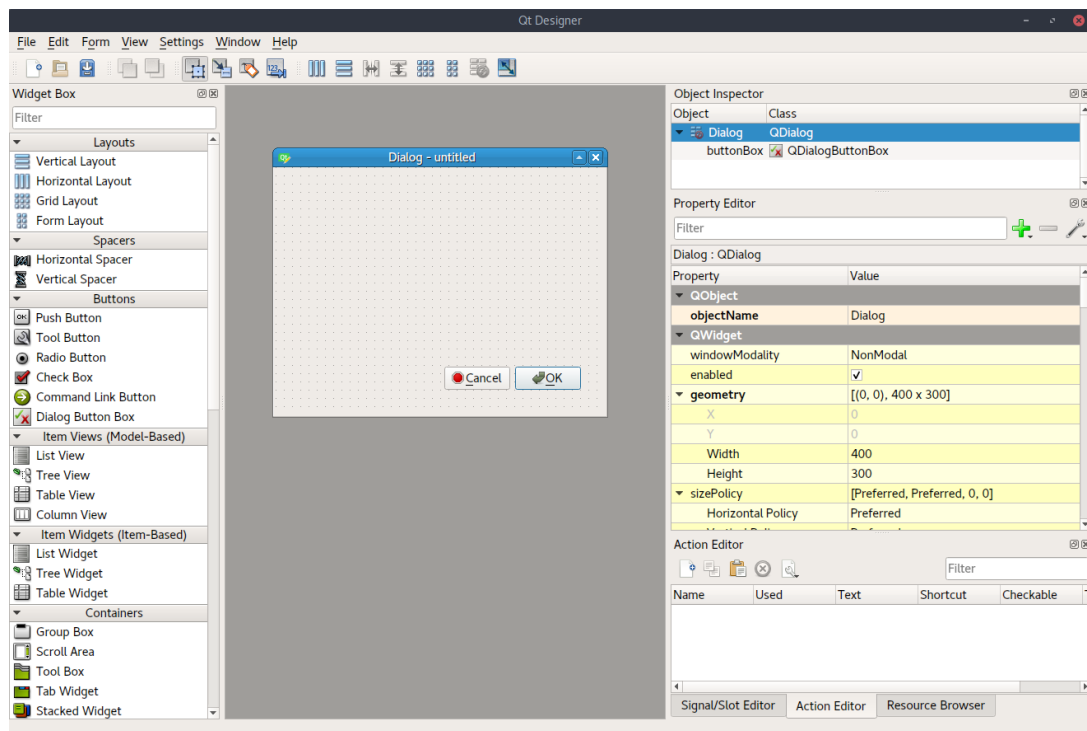 Qt Designer
File Edit Form View Settings Window Help
Widget Box
Filter
Layouts
Vertical Layout
Horizontal Layout
Grid Layout
Form Layout
Spacers
Horizontal Spacer
Vertical Spacer
Buttons
Push Button
Tool Button
Radio Button
Check Box
Command Link Button
Dialog Button Box
Item Views (Model-Based)
List View
Tree View
Table View
Column View
Item Widgets (Item-Based)
List Widget
Tree Widget
Table Widget
Containers
Group Box
Scroll Area
Tool Box
Tab Widget
Stacked Widget
Dialog - untitled
Cancel OK
Object Inspector
Object Class
Dialog QDialog
buttonBox QDialogButtonBox
Property Editor
Filter
Dialog : QDialog
Property Value
QObject
objectName Dialog
QWidget
windowModality NonModal
enabled
geometry [(0, 0), 400 x 300]
X 0
Y 0
Width 400
Height 300
sizePolicy [Preferred, Preferred, 0, 0]
Horizontal Policy Preferred
Action Editor
Filter
Name Used Text Shortcut Checkable
Signal/Slot Editor Action Editor Resource Browser